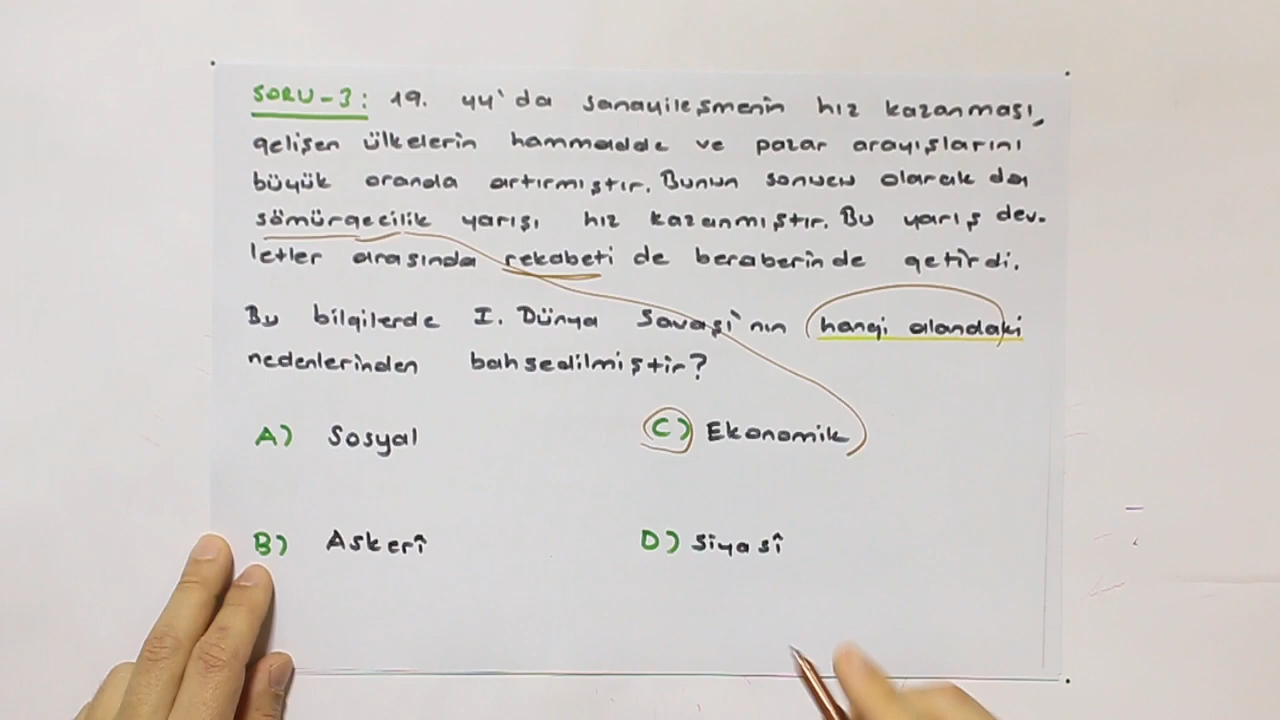 SORU-3: 19. yy'da sanayileşmenin hız kazanması,
gelişen ülkelerin hammadde ve pazar arayışlarını
büyük oranda artırmıştır. Bunun sonucu olarak da
sömürgecilik yarışı hız kazanmıştır. Bu yarış dev-
letler arasında rekabeti de beraberinde getirdi.
Bu bilgilerde I. Dünya Savaşı'nın hangi alandaki
nedenlerinden bahsedilmiştir?
A) Sosyal
C) Ekonomik
B) Askerî
D) Siyasî